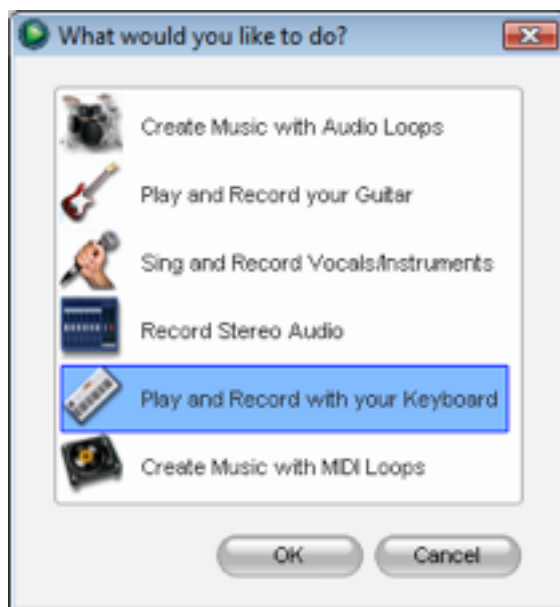 What would you like to do?
Create Music with Audio Loops
Play and Record your Guitar
Sing and Record Vocals/Instruments
Record Stereo Audio
Play and Record with your Keyboard
Create Music with MIDI Loops
OK Cancel